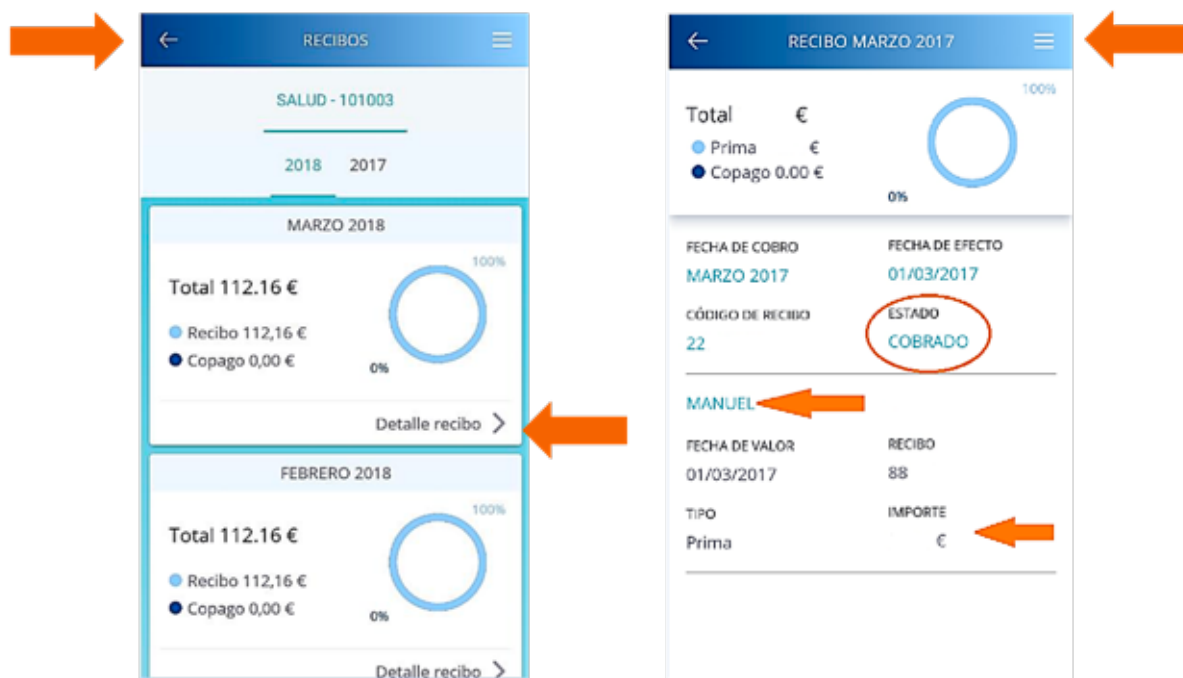 RECIBOS
SALUD - 101003
2018 2017
MARZO 2018
100%
Total 112.16 €
Recibo 112,16 €
Copago 0,00 €
0%
Detalle recibo
FEBRERO 2018
100%
Total 112.16 €
Recibo 112,16 €
Copago 0,00 €
0%
Detalle recibo
RECIBO MARZO 2017
100%
Total €
Prima €
Copago 0.00 €
0%
FECHA DE COBRO FECHA DE EFECTO
MARZO 2017 01/03/2017
CÓDIGO DE RECIBO ESTADO
22 COBRADO
MANUEL
FECHA DE VALOR RECIBO
01/03/2017 88
TIPO IMPORTE
Prima €